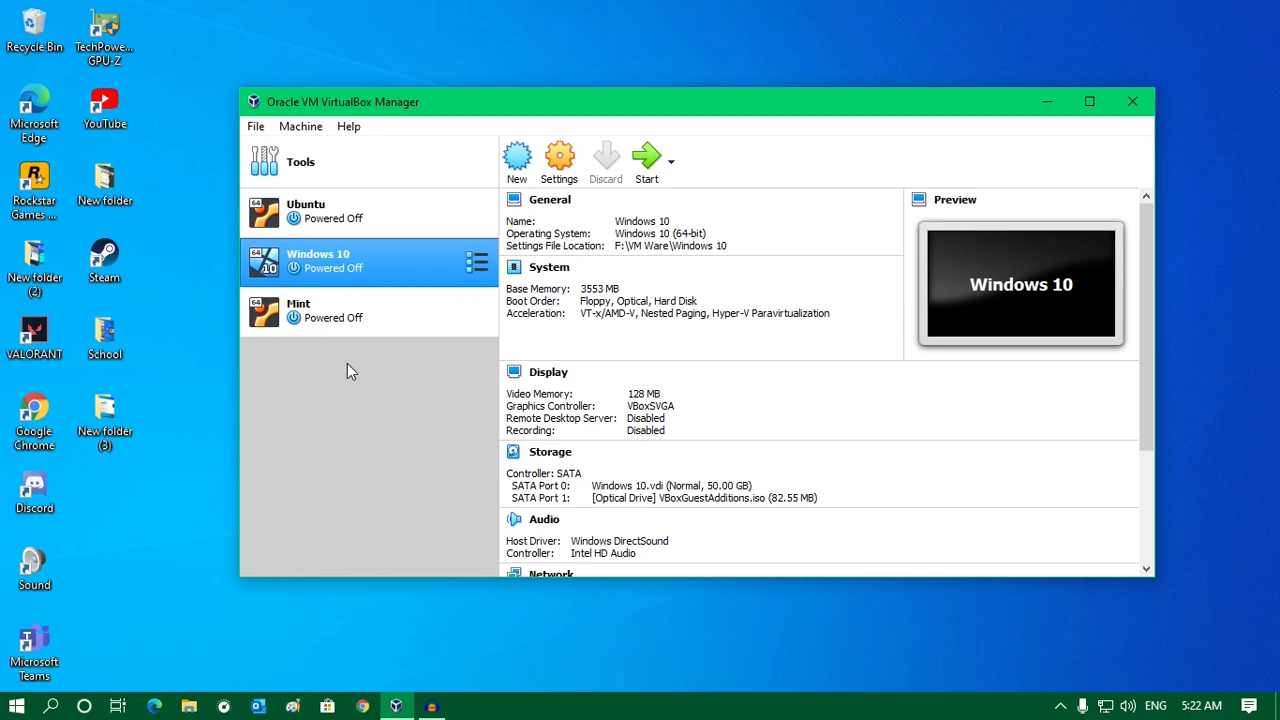 Recycle Bin
TechPowe...
GPU-Z
Microsoft
Edge
YouTube
Rockstar
Games ...
New folder
New folder
(2)
Steam
VALORANT
School
Google
Chrome
New folder
(3)
Discord
Sound
Microsoft
Teams
Oracle VM VirtualBox Manager
File Machine Help
Tools
New Settings Discard Start
Ubuntu
Powered Off
64
10
Windows 10
Powered Off
64
Mint
Powered Off
General
Name: Windows 10
Operating System: Windows 10 (64-bit)
Settings File Location: F:\VM Ware\Windows 10
System
Base Memory: 3553 MB
Boot Order: Floppy, Optical, Hard Disk
Acceleration: VT-x/AMD-V, Nested Paging, Hyper-V Paravirtualization
Preview
Windows 10
Display
Video Memory: 128 MB
Graphics Controller: VBoxSVGA
Remote Desktop Server: Disabled
Recording: Disabled
Storage
Controller: SATA
SATA Port 0: Windows 10.vdi (Normal, 50.00 GB)
SATA Port 1: [Optical Drive] VBoxGuestAdditions.iso (82.55 MB)
Audio
Host Driver: Windows DirectSound
Controller: Intel HD Audio
Network
ENG 5:22 AM